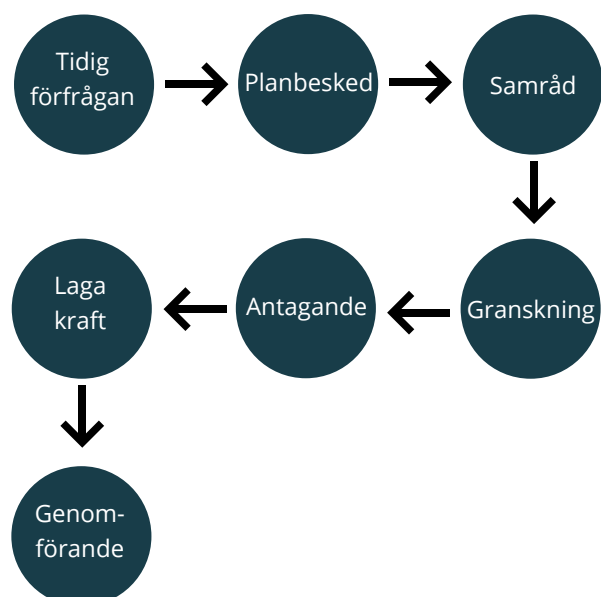 Tidig
förfrågan
Planbesked
Samråd
Granskning
Antagande
Laga
kraft
Genom-
förande